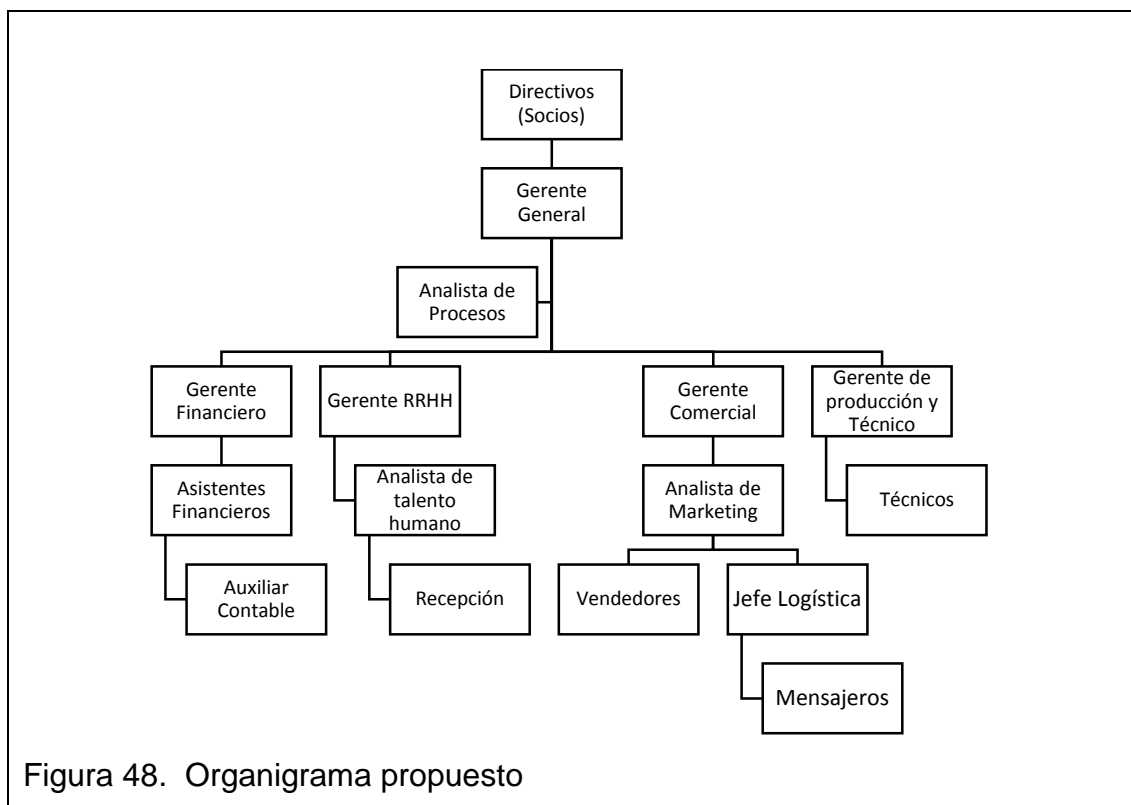 Directivos
(Socios)
Gerente
General
Analista de
Procesos
Gerente
Financiero
Gerente RRHH
Gerente
Comercial
Gerente de
producción y
Técnico
Asistentes
Financieros
Analista de
talento
humano
Analista de
Marketing
Técnicos
Auxiliar
Contable
Recepción
Vendedores
Jefe Logística
Mensajeros
Figura 48.  Organigrama propuesto